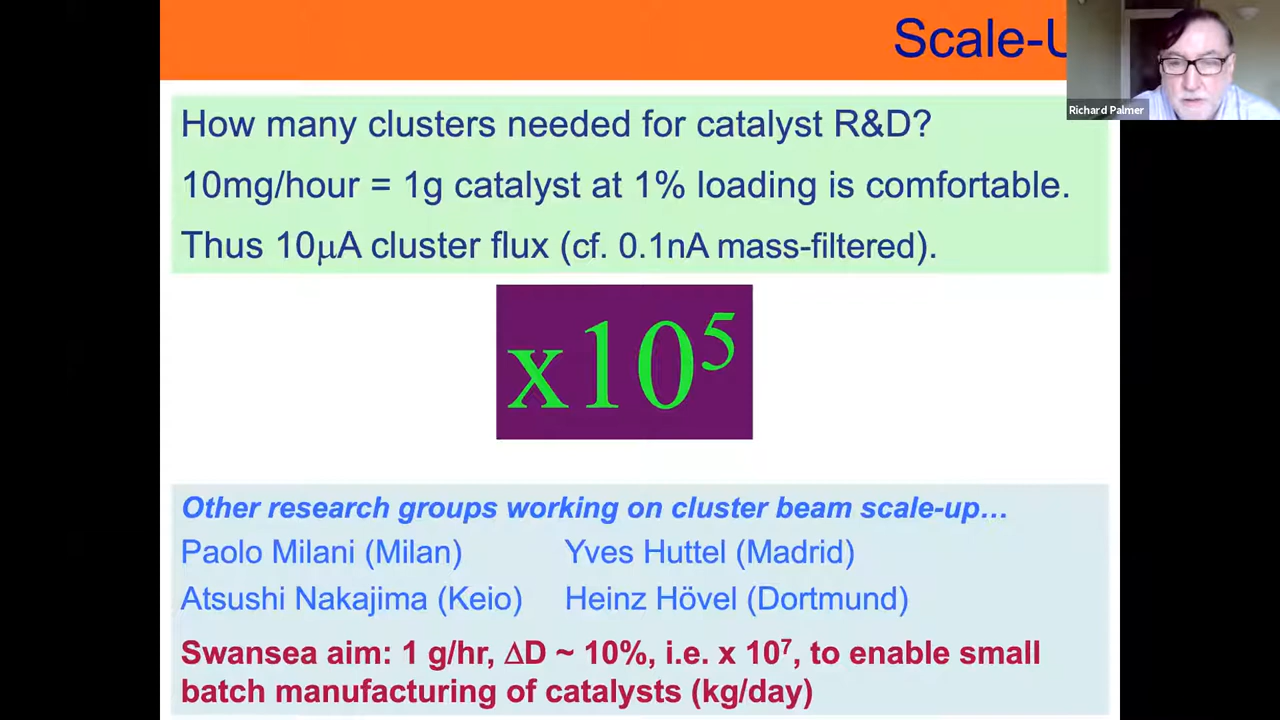 Scale-U
Richard Palmer
How many clusters needed for catalyst R&D?
10mg/hour = 1g catalyst at 1% loading is comfortable.
Thus 10μA cluster flux (cf. 0.1nA mass-filtered).
x10⁵
Other research groups working on cluster beam scale-up…
Paolo Milani (Milan) Yves Huttel (Madrid)
Atsushi Nakajima (Keio) Heinz Hövel (Dortmund)
Swansea aim: 1 g/hr, ΔD ~ 10%, i.e. x 10⁷, to enable small
batch manufacturing of catalysts (kg/day)